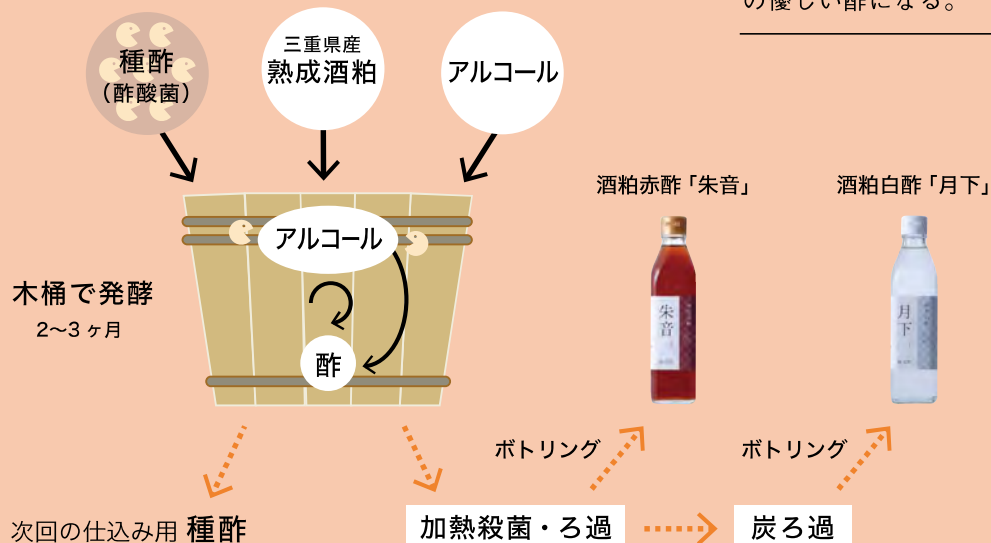 の優しい酢になる。
種酢
（酢酸菌）
三重県産
熟成酒粕
アルコール
酒粕赤酢「朱音」
酒粕白酢「月下」
アルコール
木桶で発酵
2〜3 ヶ月
酢
朱音
月下
ボトリング
ボトリング
次回の仕込み用 種酢
加熱殺菌・ろ過
炭ろ過